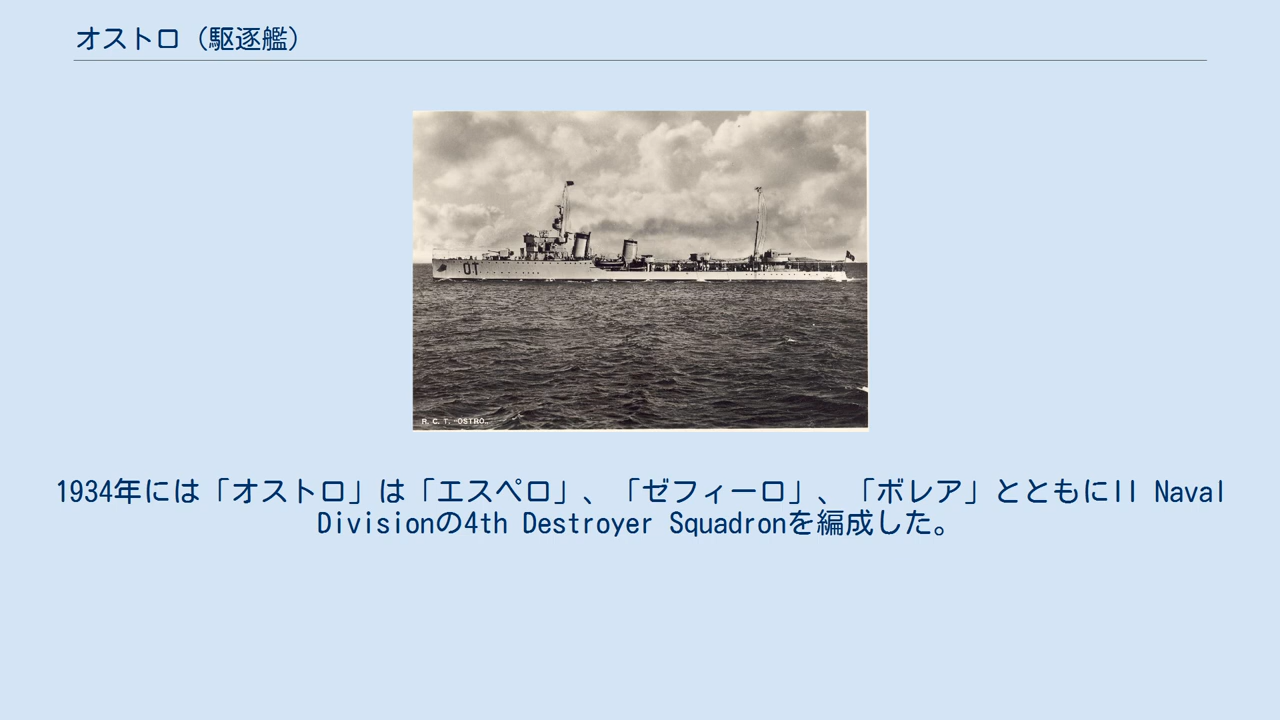 オストロ（駆逐艦）
OT
R. C. T. "OSTRO„
1934年には「オストロ」は「エスペロ」、「ゼフィーロ」、「ボレア」とともにII Naval
Divisionの4th Destroyer Squadronを編成した。